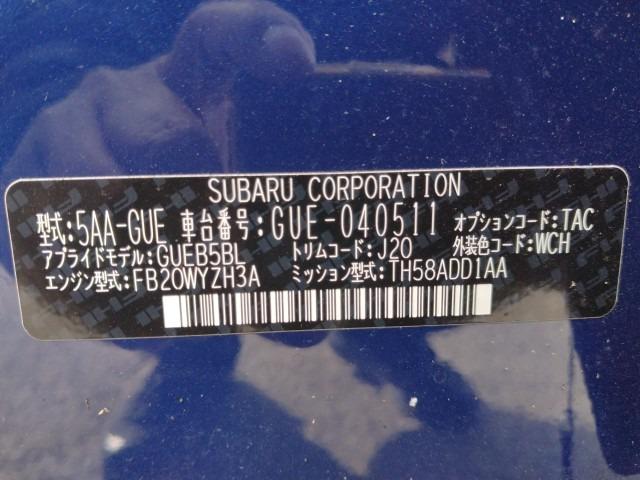 SUBARU CORPORATION
型式:5AA-GUE 車台番号:GUE-040511 オプションコード:TAC
アプライドモデル:GUEB5BL トリムコード:J20 外装色コード:WCH
エンジン型式:FB20WYZH3A ミッション型式:TH58ADD1AA